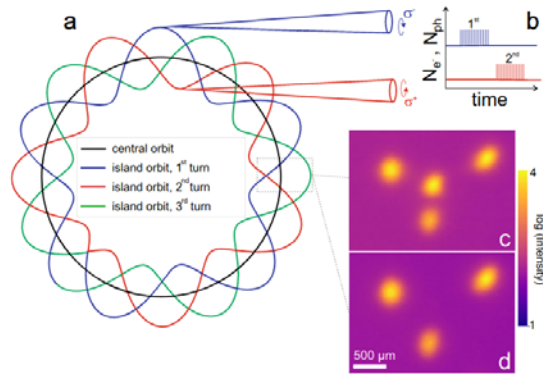 a
σ⁻
σ⁺
central orbit
island orbit, 1st turn
island orbit, 2nd turn
island orbit, 3rd turn
b
Ne-, Nph
1st
2nd
time
c
d
500 μm
4
log (intensity)
1